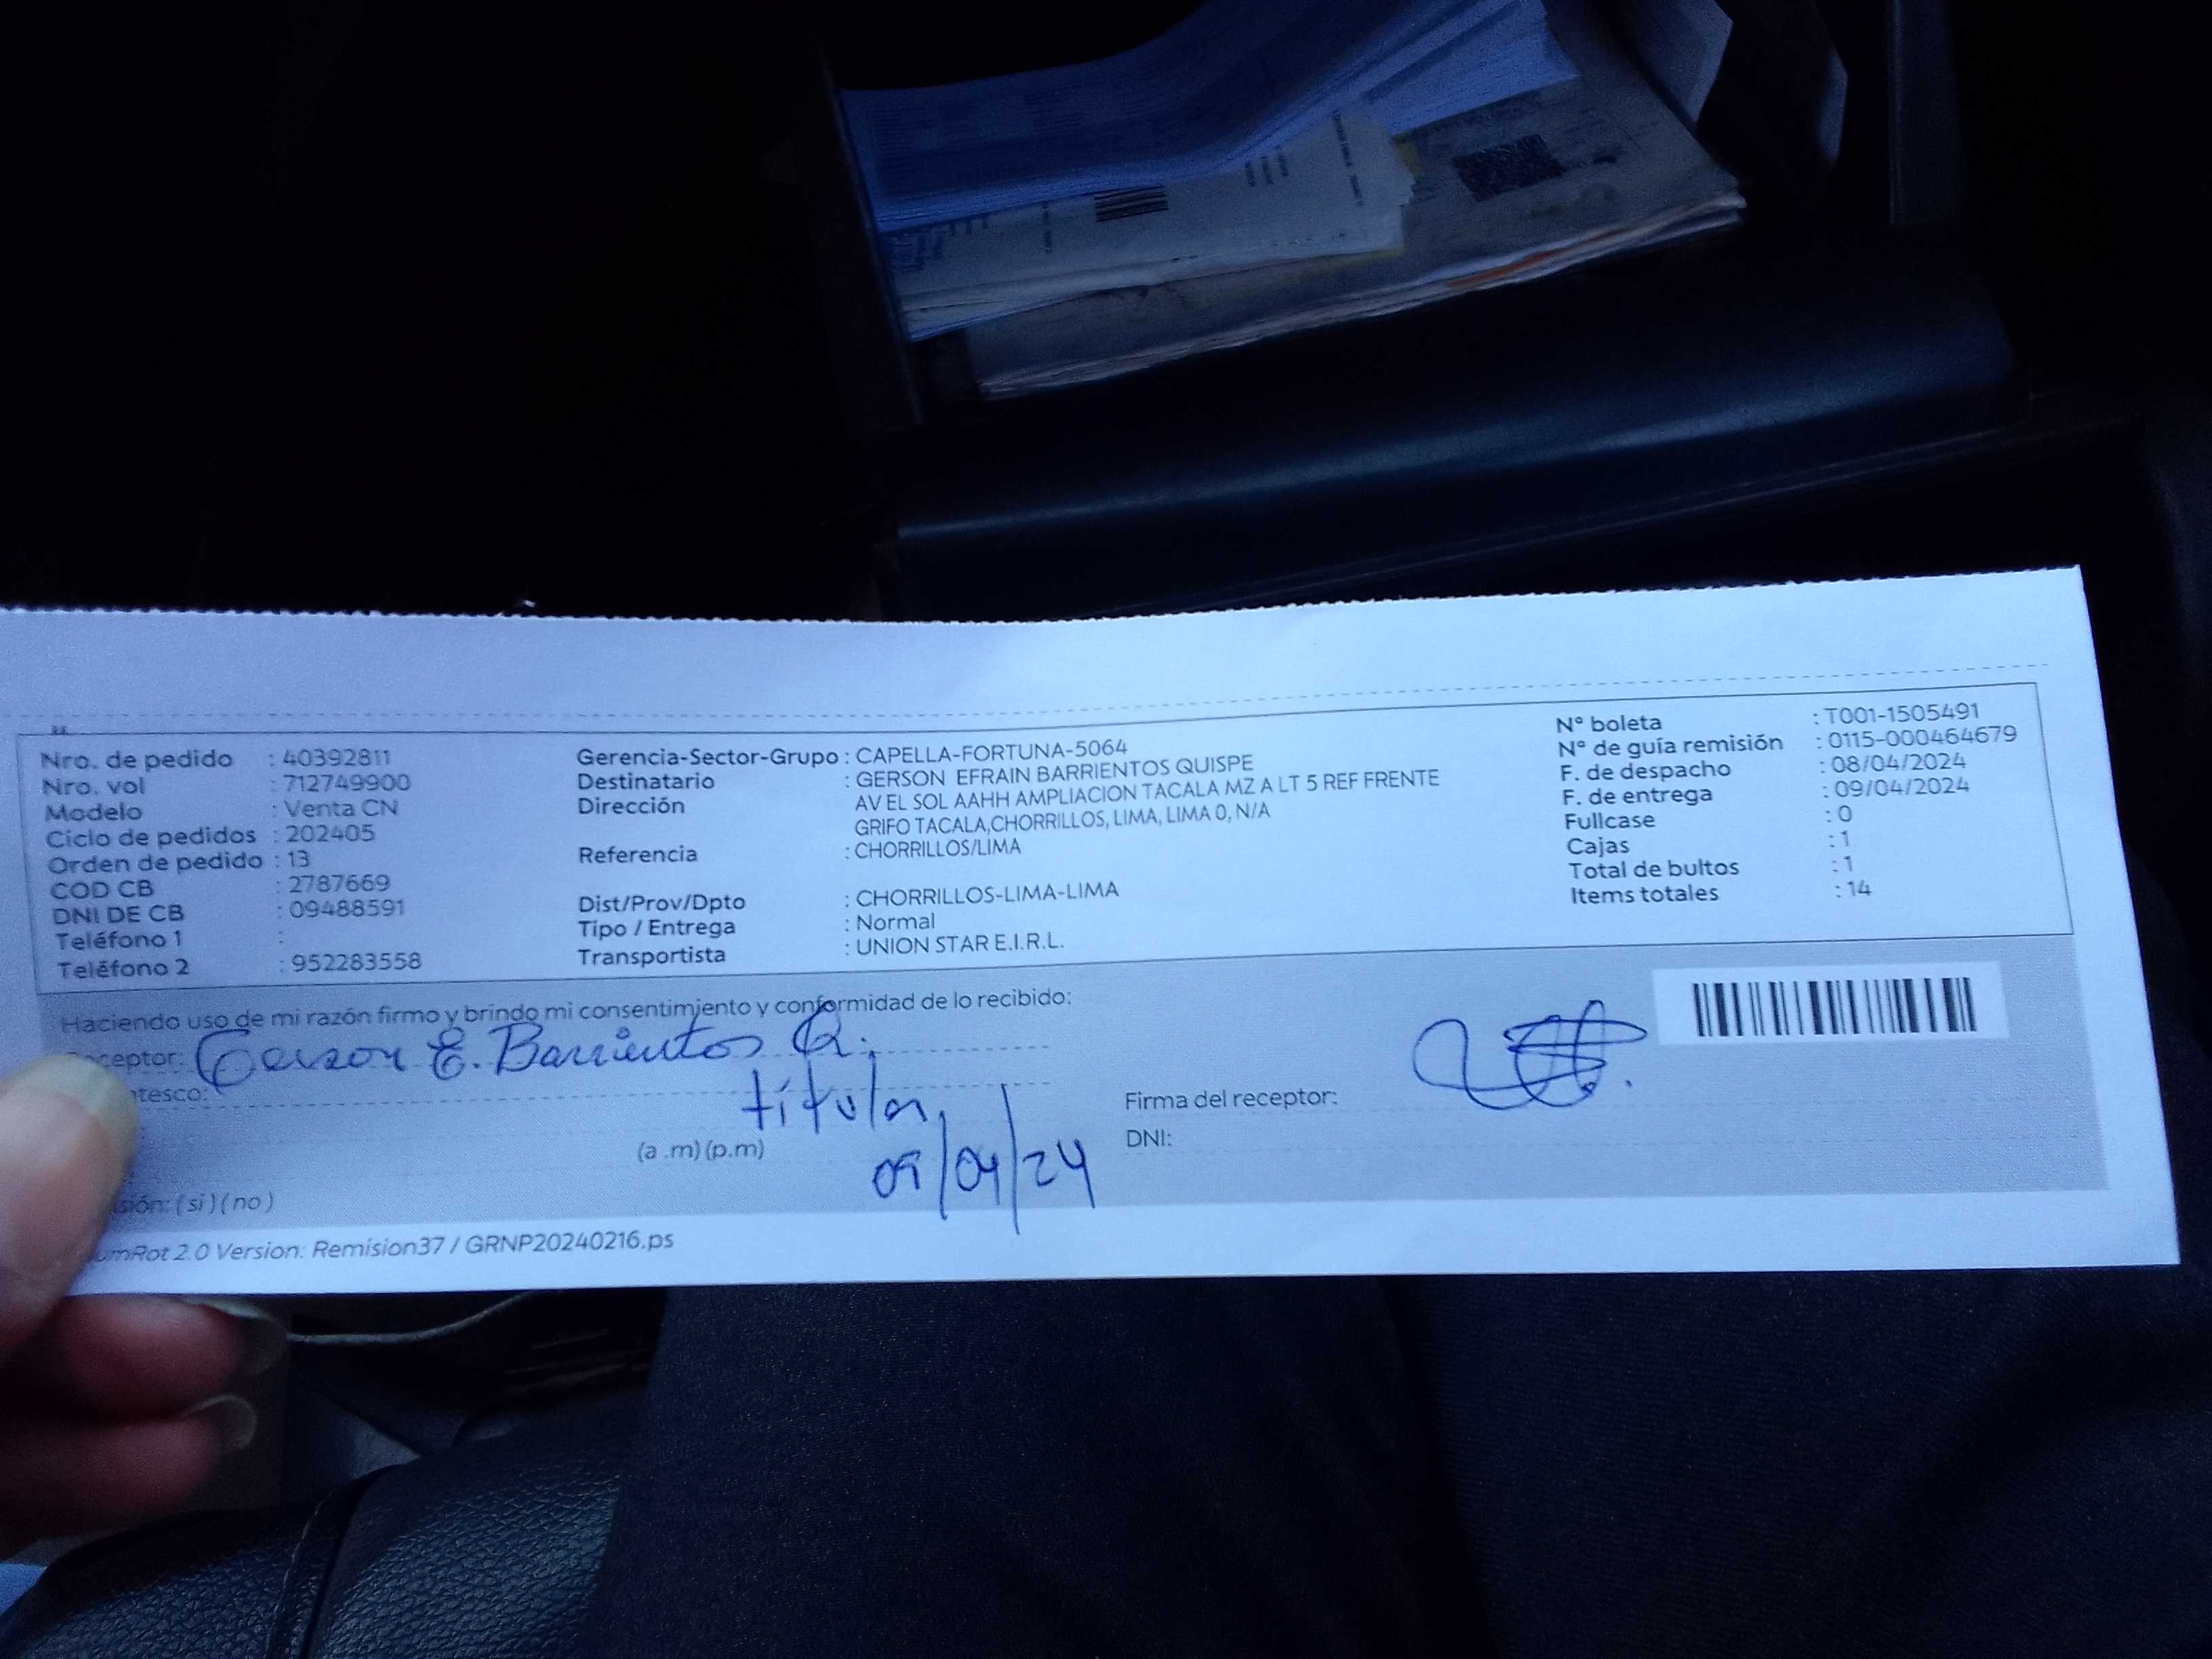 Nro. de pedido : 40392811
Nro. vol : 712749900
Modelo : Venta CN
Ciclo de pedidos : 202405
Orden de pedido : 13
COD CB : 2787669
DNI DE CB : 09488591
Teléfono 1 :
Teléfono 2 : 952283558
Gerencia-Sector-Grupo : CAPELLA-FORTUNA-5064
Destinatario : GERSON EFRAIN BARRIENTOS QUISPE
Dirección AV EL SOL AAHH AMPLIACION TACALA MZ A LT 5 REF FRENTE
GRIFO TACALA,CHORRILLOS, LIMA, LIMA 0, N/A
Referencia : CHORRILLOS/LIMA
Dist/Prov/Dpto : CHORRILLOS-LIMA-LIMA
Tipo / Entrega : Normal
Transportista : UNION STAR E.I.R.L.
N° boleta : T001-1505491
N° de guía remisión : 0115-000464679
F. de despacho : 08/04/2024
F. de entrega : 09/04/2024
Fullcase : 0
Cajas : 1
Total de bultos : 1
Items totales : 14
Haciendo uso de mi razón firmo y brindo mi consentimiento y conformidad de lo recibido:
ceptor: Gerson E. Barrientos Q.
tesco: titular
(a .m) (p.m) 09/04/24
Firma del receptor:
DNI:
sión: ( si ) ( no )
umRot 2.0 Version: Remision37 / GRNP20240216.ps